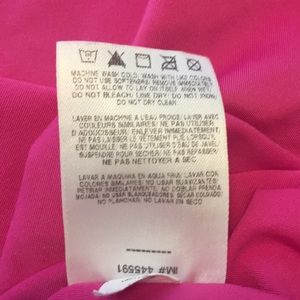 MACHINE WASH COLD, WASH WITH LIKE COLORS
DO NOT USE SOFTENERS, REMOVE IMMEDIATELY
DO NOT ALLOW TO LAY ON ITSELF WHEN WET
DO NOT BLEACH/ LINE DRY/ DO NOT IRON/
DO NOT DRY CLEAN
LAVER EN MACHINE A L'EAU FROIDE, LAVER AVEC
COULEURS SIMILAIRES. NE PAS UTILISER
D'ADOUCISSEUR/ ENLEVER IMMEDIATEMENT,
NE PAS LAISSER LE VETEMENT PLIE LORSQU'IL
EST MOUILLE. NE PAS UTILISER DE JAVEL/
SUSPENDRE POUR SECHER/ NE PAS REPASSER/
NE PAS NETTOYER A SEC
LAVAR A MAQUINA EN AGUA FRIA/ LAVAR CON
COLORES SIMILARES. NO USAR SUAVIZANTES/
RETIRAR INMEDIATAMENTE, NO DOBLAR PRENDA
MOJADA/ NO USAR BLANQUEADOR/ SECAR COLGADO/
NO PLANCHAR/ NO LAVAR EN SECO
IM# 445591